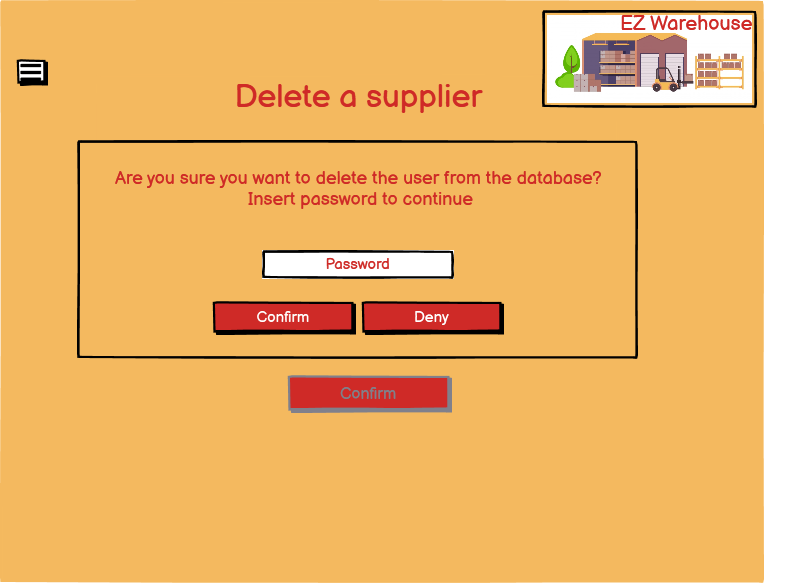 EZ Warehouse
Delete a supplier
Are you sure you want to delete the user from the database?
Insert password to continue
Password
Confirm
Deny
Confirm